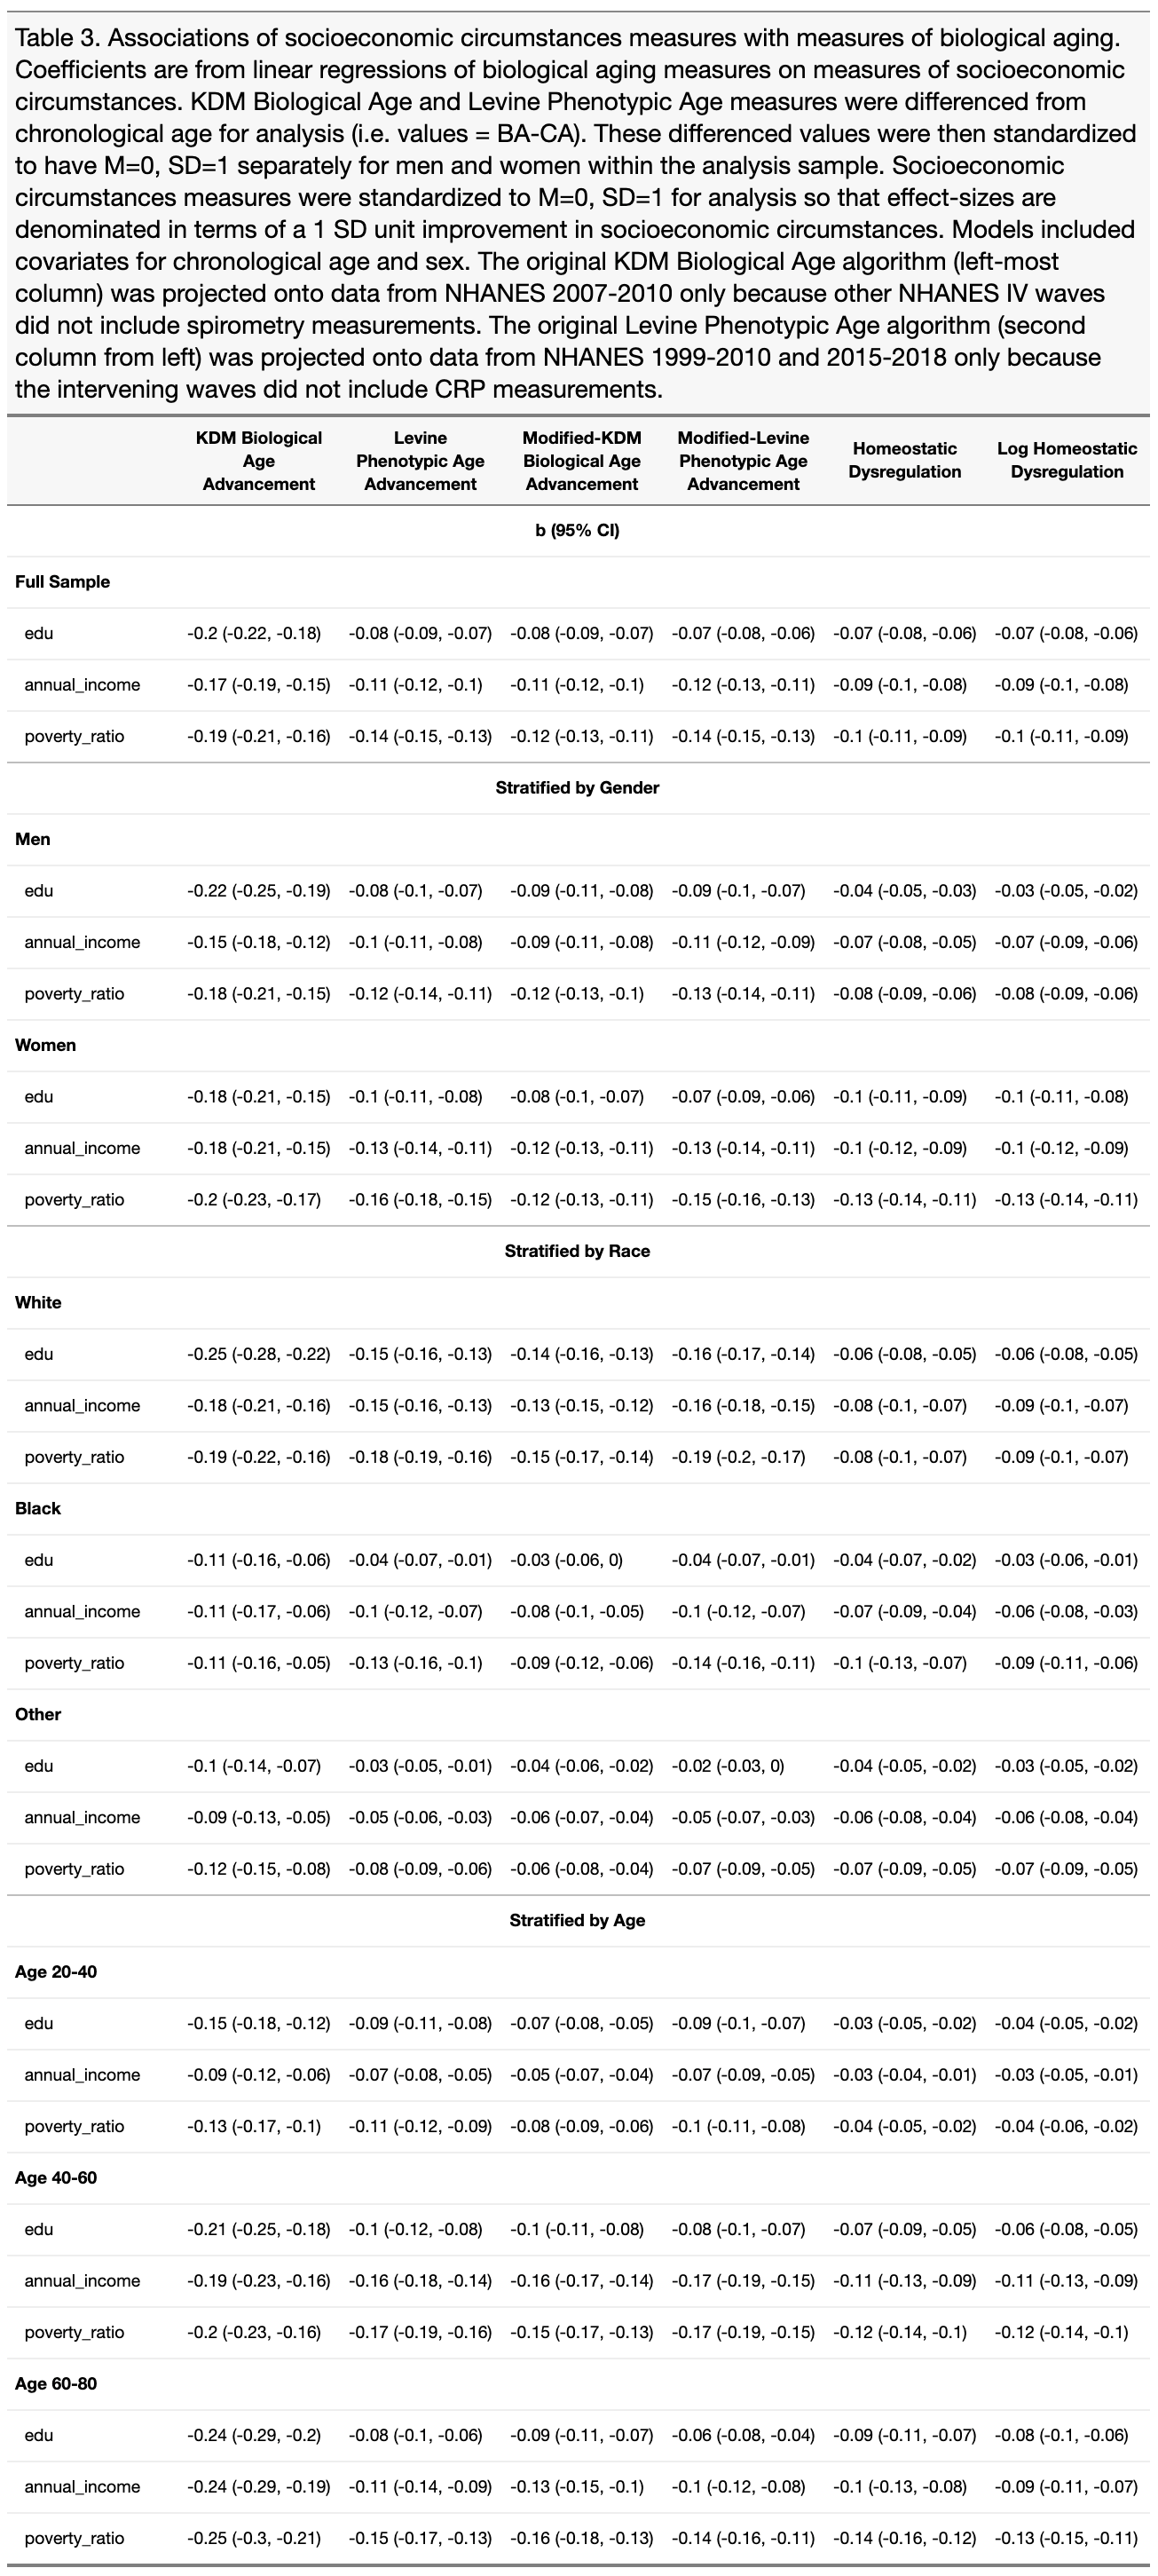 Table 3. Associations of socioeconomic circumstances measures with measures of biological aging.
Coefficients are from linear regressions of biological aging measures on measures of socioeconomic
circumstances. KDM Biological Age and Levine Phenotypic Age measures were differenced from
chronological age for analysis (i.e. values = BA-CA). These differenced values were then standardized
to have M=0, SD=1 separately for men and women within the analysis sample. Socioeconomic
circumstances measures were standardized to M=0, SD=1 for analysis so that effect-sizes are
denominated in terms of a 1 SD unit improvement in socioeconomic circumstances. Models included
covariates for chronological age and sex. The original KDM Biological Age algorithm (left-most
column) was projected onto data from NHANES 2007-2010 only because other NHANES IV waves
did not include spirometry measurements. The original Levine Phenotypic Age algorithm (second
column from left) was projected onto data from NHANES 1999-2010 and 2015-2018 only because
the intervening waves did not include CRP measurements.
KDM Biological Age Advancement Levine Phenotypic Age Advancement Modified-KDM Biological Age Advancement Modified-Levine Phenotypic Age Advancement Homeostatic Dysregulation Log Homeostatic Dysregulation
b (95% CI)
Full Sample
edu -0.2 (-0.22, -0.18) -0.08 (-0.09, -0.07) -0.08 (-0.09, -0.07) -0.07 (-0.08, -0.06) -0.07 (-0.08, -0.06) -0.07 (-0.08, -0.06)
annual_income -0.17 (-0.19, -0.15) -0.11 (-0.12, -0.1) -0.11 (-0.12, -0.1) -0.12 (-0.13, -0.11) -0.09 (-0.1, -0.08) -0.09 (-0.1, -0.08)
poverty_ratio -0.19 (-0.21, -0.16) -0.14 (-0.15, -0.13) -0.12 (-0.13, -0.11) -0.14 (-0.15, -0.13) -0.1 (-0.11, -0.09) -0.1 (-0.11, -0.09)
Stratified by Gender
Men
edu -0.22 (-0.25, -0.19) -0.08 (-0.1, -0.07) -0.09 (-0.11, -0.08) -0.09 (-0.1, -0.07) -0.04 (-0.05, -0.03) -0.03 (-0.05, -0.02)
annual_income -0.15 (-0.18, -0.12) -0.1 (-0.11, -0.08) -0.09 (-0.11, -0.08) -0.11 (-0.12, -0.09) -0.07 (-0.08, -0.05) -0.07 (-0.09, -0.06)
poverty_ratio -0.18 (-0.21, -0.15) -0.12 (-0.14, -0.11) -0.12 (-0.13, -0.1) -0.13 (-0.14, -0.11) -0.08 (-0.09, -0.06) -0.08 (-0.09, -0.06)
Women
edu -0.18 (-0.21, -0.15) -0.1 (-0.11, -0.08) -0.08 (-0.1, -0.07) -0.07 (-0.09, -0.06) -0.1 (-0.11, -0.09) -0.1 (-0.11, -0.08)
annual_income -0.18 (-0.21, -0.15) -0.13 (-0.14, -0.11) -0.12 (-0.13, -0.11) -0.13 (-0.14, -0.11) -0.1 (-0.12, -0.09) -0.1 (-0.12, -0.09)
poverty_ratio -0.2 (-0.23, -0.17) -0.16 (-0.18, -0.15) -0.12 (-0.13, -0.11) -0.15 (-0.16, -0.13) -0.13 (-0.14, -0.11) -0.13 (-0.14, -0.11)
Stratified by Race
White
edu -0.25 (-0.28, -0.22) -0.15 (-0.16, -0.13) -0.14 (-0.16, -0.13) -0.16 (-0.17, -0.14) -0.06 (-0.08, -0.05) -0.06 (-0.08, -0.05)
annual_income -0.18 (-0.21, -0.16) -0.15 (-0.16, -0.13) -0.13 (-0.15, -0.12) -0.16 (-0.18, -0.15) -0.08 (-0.1, -0.07) -0.09 (-0.1, -0.07)
poverty_ratio -0.19 (-0.22, -0.16) -0.18 (-0.19, -0.16) -0.15 (-0.17, -0.14) -0.19 (-0.2, -0.17) -0.08 (-0.1, -0.07) -0.09 (-0.1, -0.07)
Black
edu -0.11 (-0.16, -0.06) -0.04 (-0.07, -0.01) -0.03 (-0.06, 0) -0.04 (-0.07, -0.01) -0.04 (-0.07, -0.02) -0.03 (-0.06, -0.01)
annual_income -0.11 (-0.17, -0.06) -0.1 (-0.12, -0.07) -0.08 (-0.1, -0.05) -0.1 (-0.12, -0.07) -0.07 (-0.09, -0.04) -0.06 (-0.08, -0.03)
poverty_ratio -0.11 (-0.16, -0.05) -0.13 (-0.16, -0.1) -0.09 (-0.12, -0.06) -0.14 (-0.16, -0.11) -0.1 (-0.13, -0.07) -0.09 (-0.11, -0.06)
Other
edu -0.1 (-0.14, -0.07) -0.03 (-0.05, -0.01) -0.04 (-0.06, -0.02) -0.02 (-0.03, 0) -0.04 (-0.05, -0.02) -0.03 (-0.05, -0.02)
annual_income -0.09 (-0.13, -0.05) -0.05 (-0.06, -0.03) -0.06 (-0.07, -0.04) -0.05 (-0.07, -0.03) -0.06 (-0.08, -0.04) -0.06 (-0.08, -0.04)
poverty_ratio -0.12 (-0.15, -0.08) -0.08 (-0.09, -0.06) -0.06 (-0.08, -0.04) -0.07 (-0.09, -0.05) -0.07 (-0.09, -0.05) -0.07 (-0.09, -0.05)
Stratified by Age
Age 20-40
edu -0.15 (-0.18, -0.12) -0.09 (-0.11, -0.08) -0.07 (-0.08, -0.05) -0.09 (-0.1, -0.07) -0.03 (-0.05, -0.02) -0.04 (-0.05, -0.02)
annual_income -0.09 (-0.12, -0.06) -0.07 (-0.08, -0.05) -0.05 (-0.07, -0.04) -0.07 (-0.09, -0.05) -0.03 (-0.04, -0.01) -0.03 (-0.05, -0.01)
poverty_ratio -0.13 (-0.17, -0.1) -0.11 (-0.12, -0.09) -0.08 (-0.09, -0.06) -0.1 (-0.11, -0.08) -0.04 (-0.05, -0.02) -0.04 (-0.06, -0.02)
Age 40-60
edu -0.21 (-0.25, -0.18) -0.1 (-0.12, -0.08) -0.1 (-0.11, -0.08) -0.08 (-0.1, -0.07) -0.07 (-0.09, -0.05) -0.06 (-0.08, -0.05)
annual_income -0.19 (-0.23, -0.16) -0.16 (-0.18, -0.14) -0.16 (-0.17, -0.14) -0.17 (-0.19, -0.15) -0.11 (-0.13, -0.09) -0.11 (-0.13, -0.09)
poverty_ratio -0.2 (-0.23, -0.16) -0.17 (-0.19, -0.16) -0.15 (-0.17, -0.13) -0.17 (-0.19, -0.15) -0.12 (-0.14, -0.1) -0.12 (-0.14, -0.1)
Age 60-80
edu -0.24 (-0.29, -0.2) -0.08 (-0.1, -0.06) -0.09 (-0.11, -0.07) -0.06 (-0.08, -0.04) -0.09 (-0.11, -0.07) -0.08 (-0.1, -0.06)
annual_income -0.24 (-0.29, -0.19) -0.11 (-0.14, -0.09) -0.13 (-0.15, -0.1) -0.1 (-0.12, -0.08) -0.1 (-0.13, -0.08) -0.09 (-0.11, -0.07)
poverty_ratio -0.25 (-0.3, -0.21) -0.15 (-0.17, -0.13) -0.16 (-0.18, -0.13) -0.14 (-0.16, -0.11) -0.14 (-0.16, -0.12) -0.13 (-0.15, -0.11)